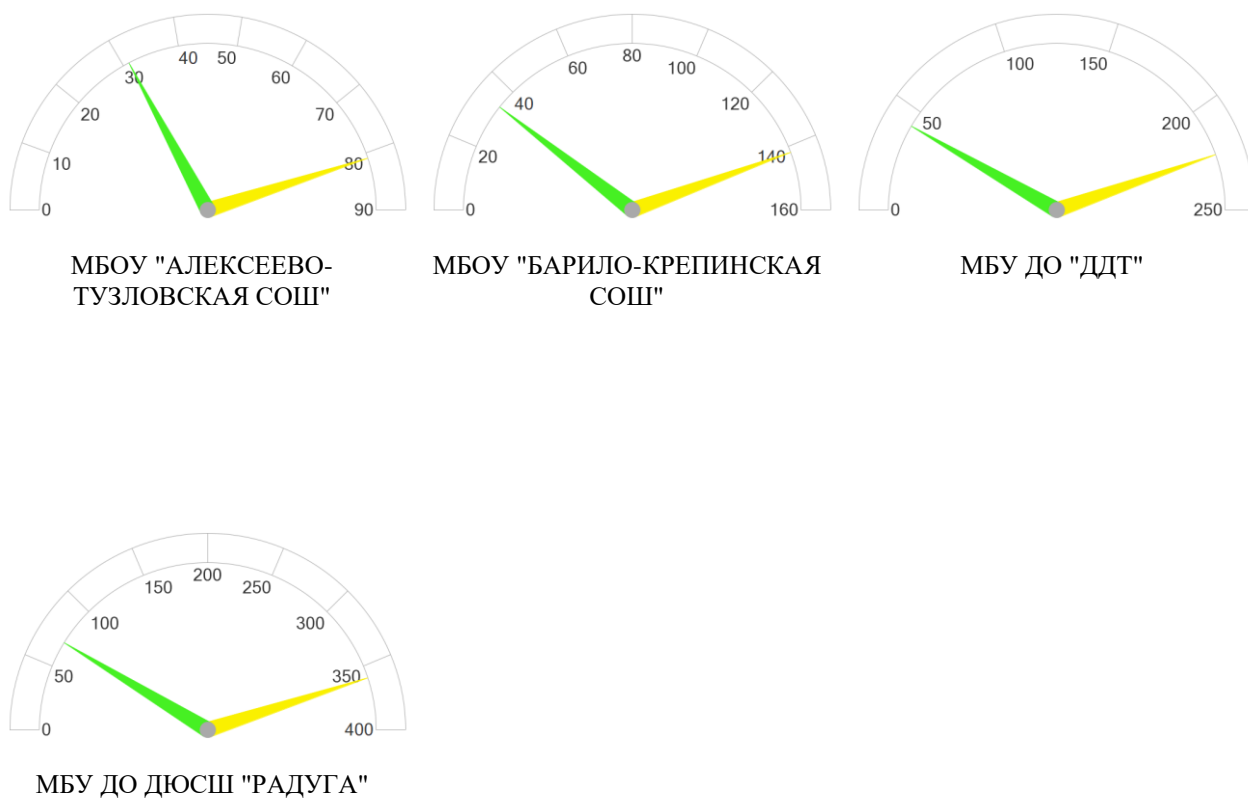 0 10 20 30 40 50 60 70 80 90
МБОУ "АЛЕКСЕЕВО-
ТУЗЛОВСКАЯ СОШ"
0 20 40 60 80 100 120 140 160
МБОУ "БАРИЛО-КРЕПИНСКАЯ
СОШ"
0 50 100 150 200 250
МБУ ДО "ДДТ"
0 50 100 150 200 250 300 350 400
МБУ ДО ДЮСШ "РАДУГА"